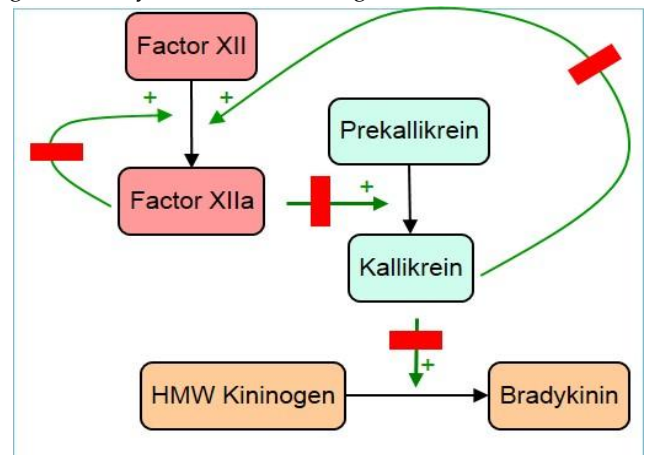 Factor XII
+
+
Prekallikrein
Factor XIIa
+
Kallikrein
+
HMW Kininogen
Bradykinin